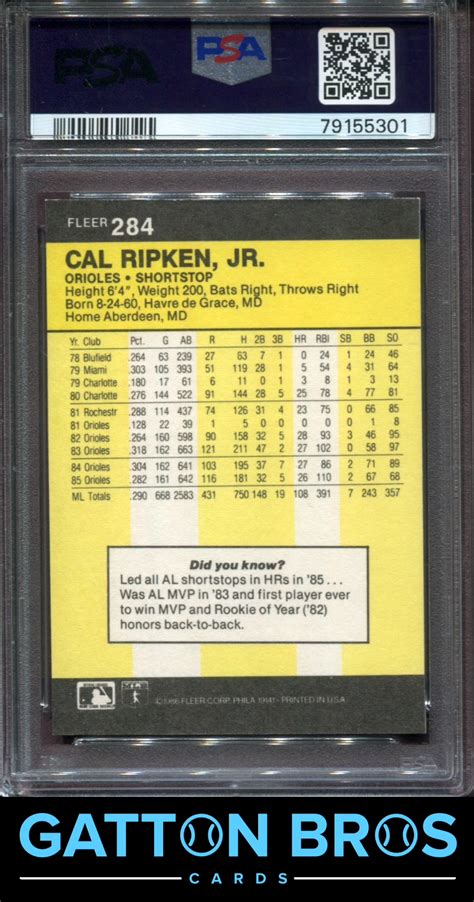 PSA
PSA
79155301
FLEER 284
CAL RIPKEN, JR.
ORIOLES • SHORTSTOP
Height 6'4", Weight 200, Bats Right, Throws Right
Born 8-24-60, Havre de Grace, MD
Home Aberdeen, MD
Yr. Club Pct. G AB R H 2B 3B HR RBI SB BB SO
78 Blufield .264 63 239 27 63 7 1 0 24 1 24 46
79 Miami .303 105 393 51 119 28 1 5 54 4 31 64
79 Charlotte .180 17 61 6 11 0 1 3 8 1 3 13
80 Charlotte .276 144 522 91 144 28 5 25 78 4 77 81
81 Rochestr .288 114 437 74 126 31 4 23 75 0 66 85
81 Orioles .128 22 39 1 5 0 0 0 0 0 1 8
82 Orioles .264 160 598 90 158 32 5 28 93 3 46 95
83 Orioles .318 162 663 121 211 47 2 27 102 0 58 97
84 Orioles .304 162 641 103 195 37 7 27 86 2 71 89
85 Orioles .282 161 642 116 181 32 5 26 110 2 67 68
ML Totals .290 668 2583 431 750 148 19 108 391 7 243 357
Did you know?
Led all AL shortstops in HRs in '85 . . .
Was AL MVP in '83 and first player ever
to win MVP and Rookie of Year ('82)
honors back-to-back.
©1986 FLEER CORP. PHILA 19141 - PRINTED IN U.S.A.
GATTON BROS
CARDS